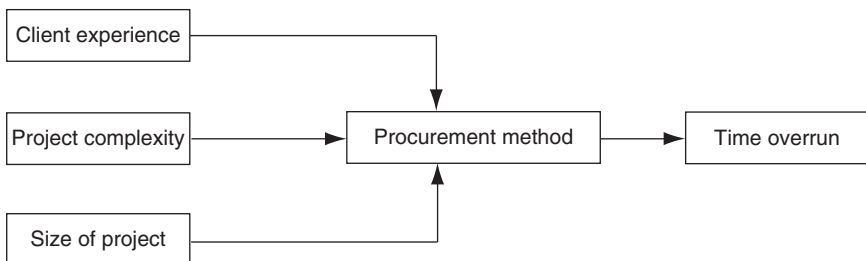 Client experience
Project complexity
Procurement method
Time overrun
Size of project